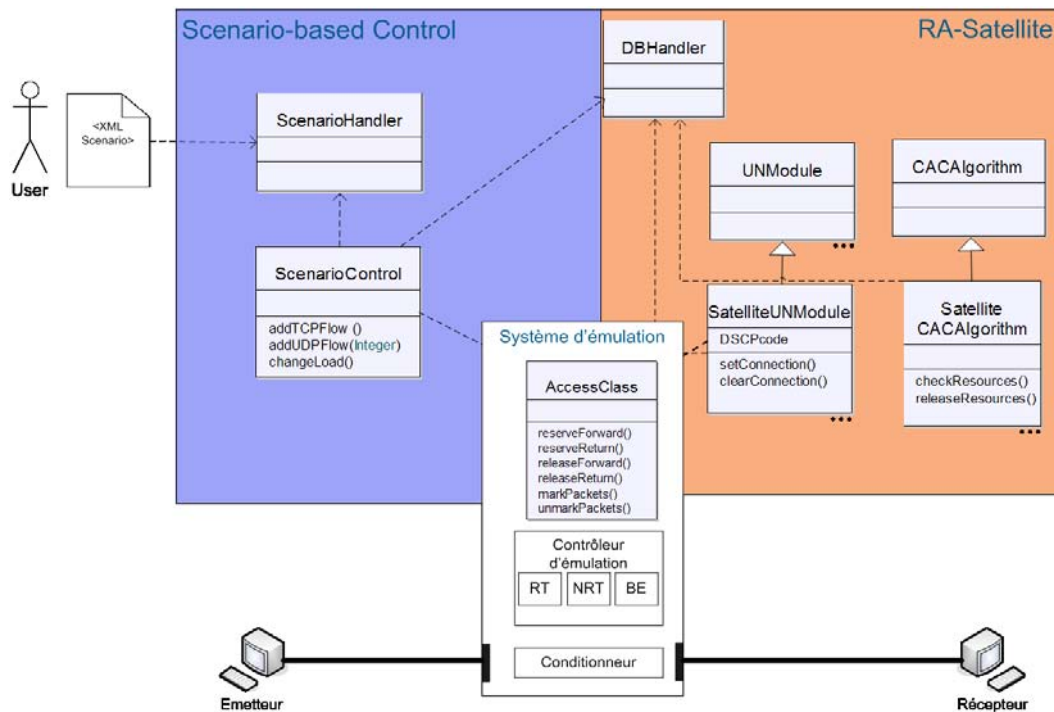 Scenario-based Control
RA-Satellite
DBHandler
<XML
Scenario>
User
ScenarioHandler
UNModule
CACAlgorithm
•••
ScenarioControl
addTCPFlow ()
addUDPFlow(Integer)
changeLoad()
SatelliteUNModule
DSCPcode
setConnection()
clearConnection()
•••
Satellite
CACAlgorithm
checkResources()
releaseResources()
•••
Système d'émulation
AccessClass
reserveForward()
reserveReturn()
releaseForward()
releaseReturn()
markPackets()
unmarkPackets()
Contrôleur
d'émulation
RT
NRT
BE
Conditionneur
Emetteur
Récepteur